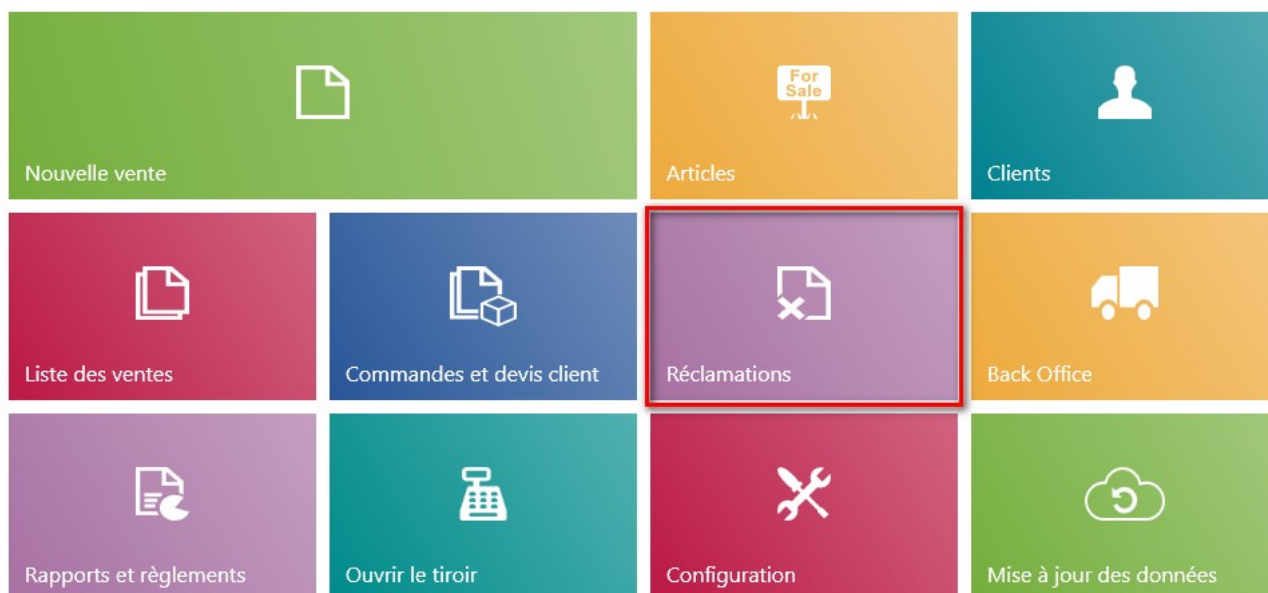 For
Sale
Nouvelle vente
Articles
Clients
Liste des ventes
Commandes et devis client
Réclamations
Back Office
Rapports et règlements
Ouvrir le tiroir
Configuration
Mise à jour des données